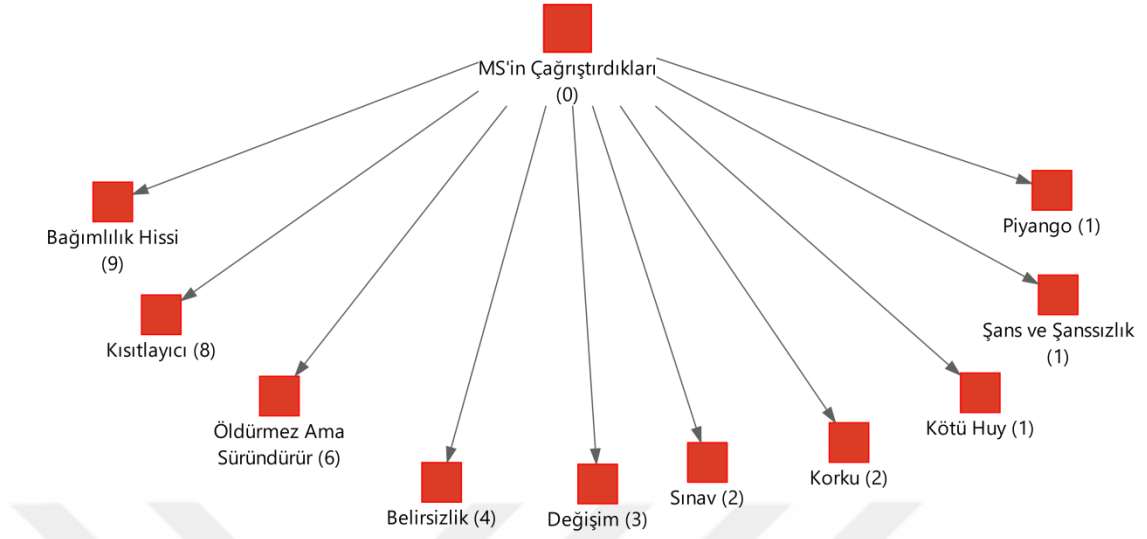 MS'in Çağrıştırdıkları
(0)
Bağımlılık Hissi
(9)
Kısıtlayıcı (8)
Öldürmez Ama
Süründürür (6)
Belirsizlik (4)
Değişim (3)
Sınav (2)
Korku (2)
Kötü Huy (1)
Şans ve Şanssızlık
(1)
Piyango (1)